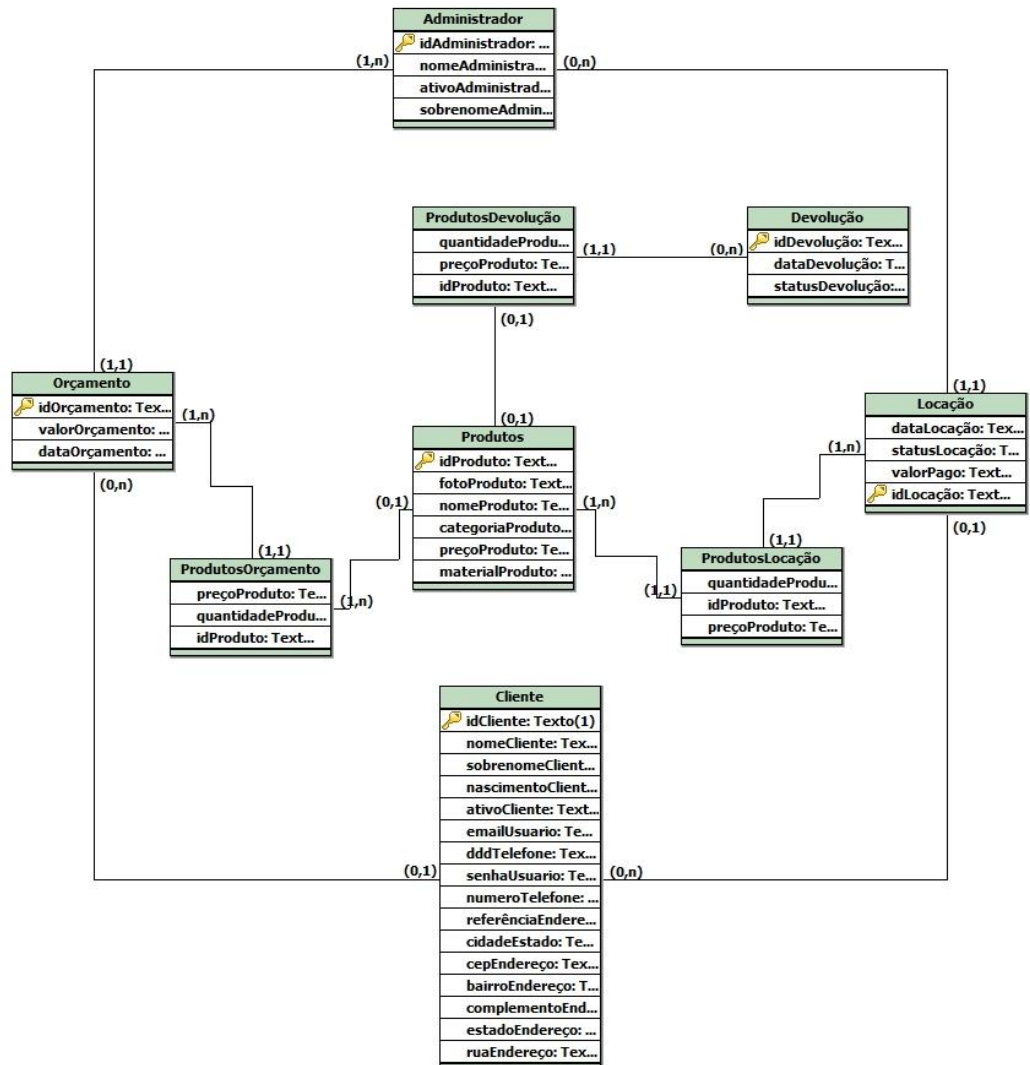 Administrador
idAdministrador: ...
(1,n)
nomeAdministra...
(0,n)
ativoAdministrad...
sobrenomeAdmin...
ProdutosDevolução
quantidadeProdu...
preçoProduto: Te...
idProduto: Text...
(1,1)
(0,n)
Devolução
idDevolução: Tex...
dataDevolução: T...
statusDevolução:...
(0,1)
(1,1)
Orçamento
idOrçamento: Tex...
valorOrçamento: ...
dataOrçamento: ...
(1,n)
(0,n)
(0,1)
Produtos
idProduto: Text...
fotoProduto: Text...
nomeProduto: Te...
categoriaProduto...
preçoProduto: Te...
materialProduto: ...
(0,1)
(1,n)
(1,1)
Locação
dataLocação: Tex...
statusLocação: T...
valorPago: Text...
idLocação: Text...
(1,n)
(0,1)
(1,1)
ProdutosOrçamento
preçoProduto: Te...
quantidadeProdu...
idProduto: Text...
(1,n)
(1,1)
ProdutosLocação
quantidadeProdu...
idProduto: Text...
preçoProduto: Te...
(1,1)
Cliente
idCliente: Texto(1)
nomeCliente: Tex...
sobrenomeClient...
nascimentoClient...
ativoCliente: Text...
emailUsuario: Te...
dddTelefone: Tex...
(0,1)
senhaUsuario: Te...
(0,n)
numeroTelefone: ...
referênciaEndere...
cidadeEstado: Te...
cepEndereço: Tex...
bairroEndereço: T...
complementoEnd...
estadoEndereço: ...
ruaEndereço: Tex...